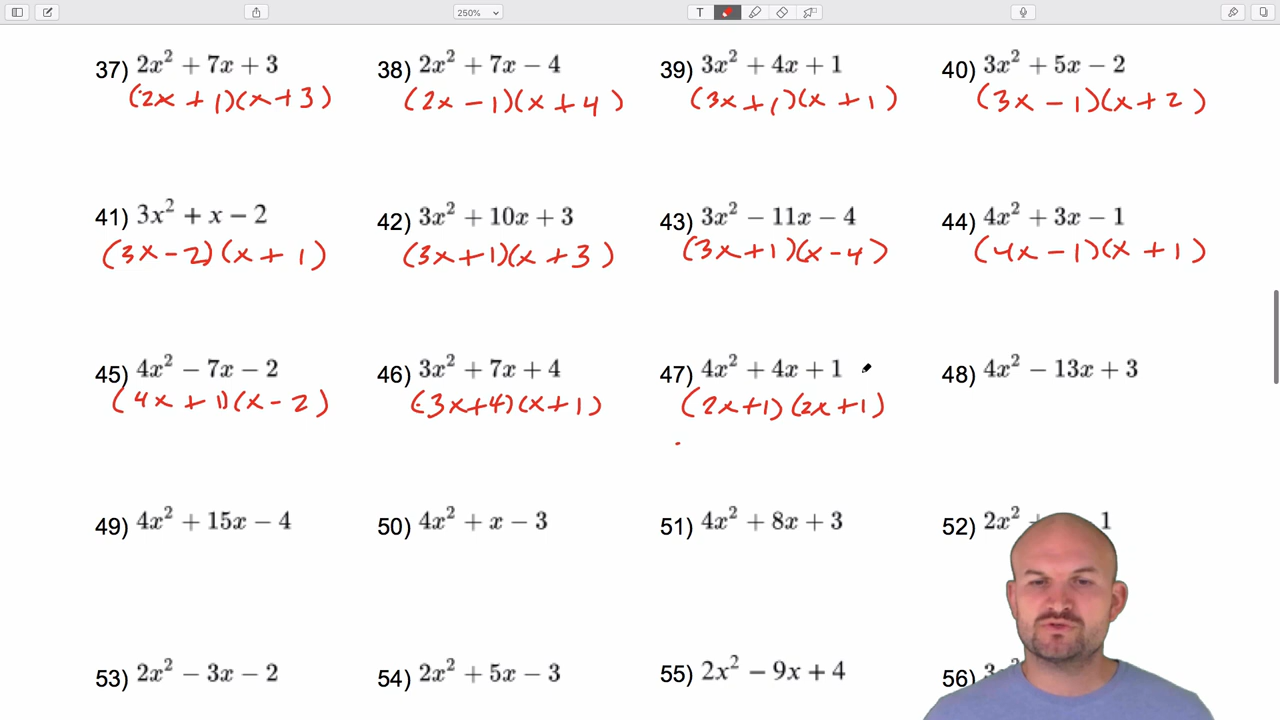 250%
T
37) 2x² + 7x + 3
(2x + 1)(x + 3)
38) 2x² + 7x − 4
(2x − 1)(x + 4)
39) 3x² + 4x + 1
(3x + 1)(x + 1)
40) 3x² + 5x − 2
(3x − 1)(x + 2)
41) 3x² + x − 2
(3x − 2)(x + 1)
42) 3x² + 10x + 3
(3x + 1)(x + 3)
43) 3x² − 11x − 4
(3x + 1)(x − 4)
44) 4x² + 3x − 1
(4x − 1)(x + 1)
45) 4x² − 7x − 2
(4x + 1)(x − 2)
46) 3x² + 7x + 4
(3x + 4)(x + 1)
47) 4x² + 4x + 1
(2x + 1)(2x + 1)
48) 4x² − 13x + 3
49) 4x² + 15x − 4
50) 4x² + x − 3
51) 4x² + 8x + 3
52) 2x² 1
53) 2x² − 3x − 2
54) 2x² + 5x − 3
55) 2x² − 9x + 4
56)